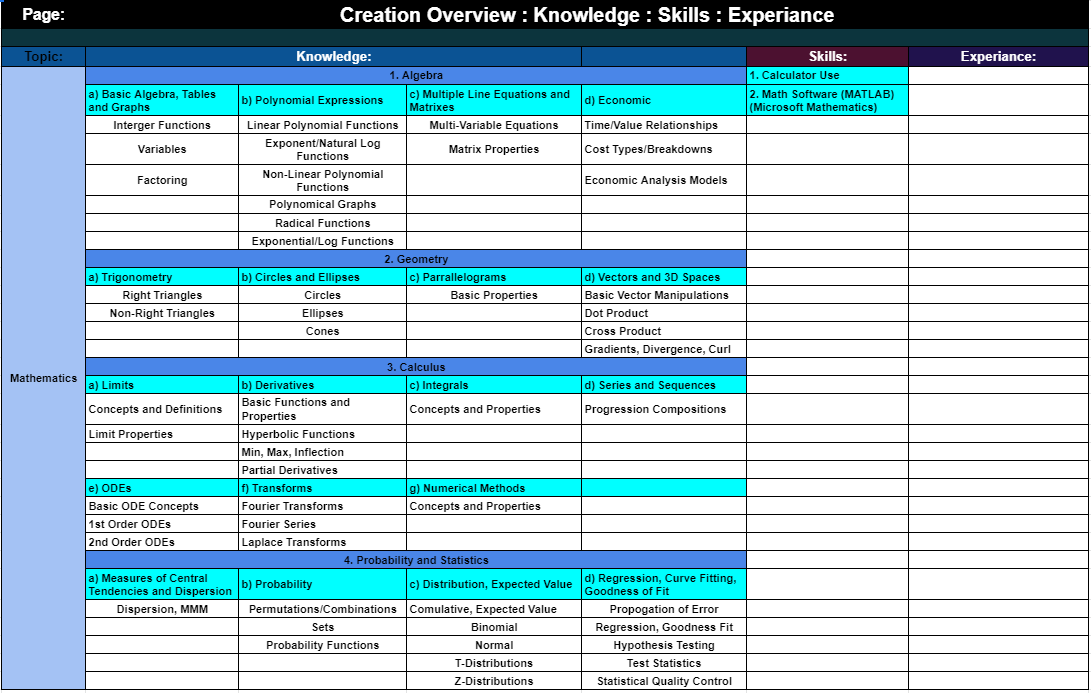 Page:
Creation Overview : Knowledge : Skills : Experiance
Topic:
Knowledge:
Skills:
Experiance:
1. Algebra
1. Calculator Use
a) Basic Algebra, Tables
and Graphs
b) Polynomial Expressions
c) Multiple Line Equations and
Matrixes
d) Economic
2. Math Software (MATLAB)
(Microsoft Mathematics)
Interger Functions
Linear Polynomial Functions
Multi-Variable Equations
Time/Value Relationships
Variables
Exponent/Natural Log
Functions
Matrix Properties
Cost Types/Breakdowns
Factoring
Non-Linear Polynomial
Functions
Economic Analysis Models
Polynomical Graphs
Radical Functions
Exponential/Log Functions
2. Geometry
a) Trigonometry
b) Circles and Ellipses
c) Parrallelograms
d) Vectors and 3D Spaces
Right Triangles
Circles
Basic Properties
Basic Vector Manipulations
Non-Right Triangles
Ellipses
Dot Product
Cones
Cross Product
Gradients, Divergence, Curl
3. Calculus
Mathematics
a) Limits
b) Derivatives
c) Integrals
d) Series and Sequences
Concepts and Definitions
Basic Functions and
Properties
Concepts and Properties
Progression Compositions
Limit Properties
Hyperbolic Functions
Min, Max, Inflection
Partial Derivatives
e) ODEs
f) Transforms
g) Numerical Methods
Basic ODE Concepts
Fourier Transforms
Concepts and Properties
1st Order ODEs
Fourier Series
2nd Order ODEs
Laplace Transforms
4. Probability and Statistics
a) Measures of Central
Tendencies and Dispersion
b) Probability
c) Distribution, Expected Value
d) Regression, Curve Fitting,
Goodness of Fit
Dispersion, MMM
Permutations/Combinations
Comulative, Expected Value
Propogation of Error
Sets
Binomial
Regression, Goodness Fit
Probability Functions
Normal
Hypothesis Testing
T-Distributions
Test Statistics
Z-Distributions
Statistical Quality Control